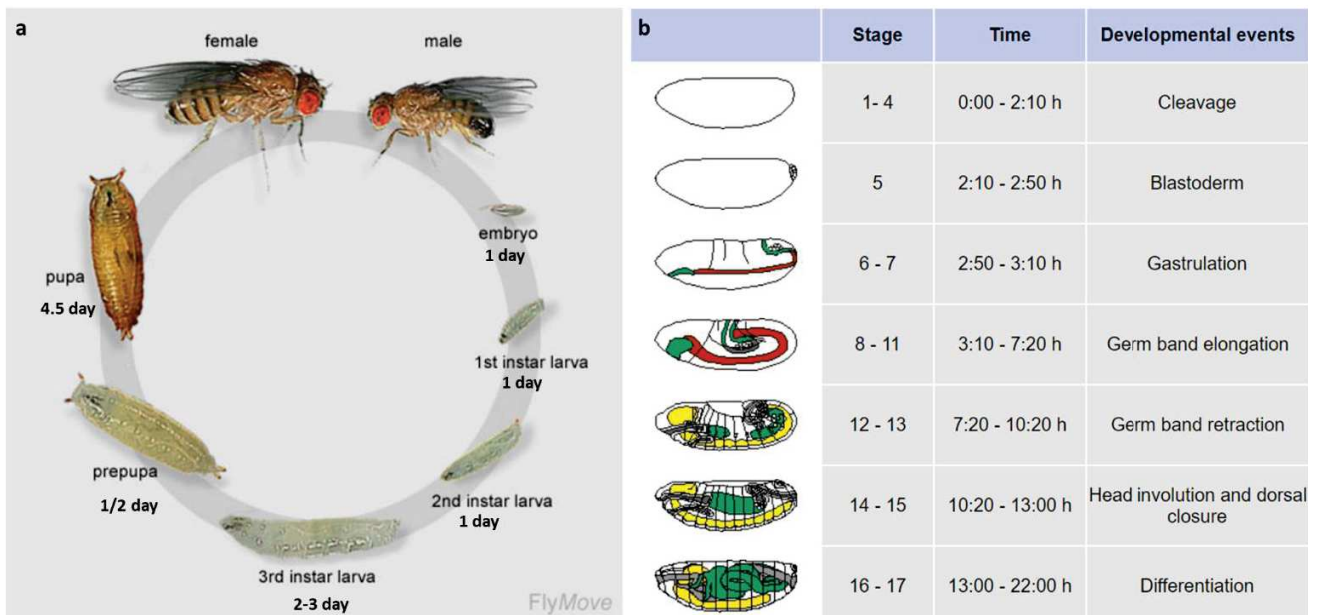 a
female
male
embryo
1 day
1st instar larva
1 day
2nd instar larva
1 day
3rd instar larva
2-3 day
prepupa
1/2 day
pupa
4.5 day
FlyMove
b
Stage Time Developmental events
1- 4 0:00 - 2:10 h Cleavage
5 2:10 - 2:50 h Blastoderm
6 - 7 2:50 - 3:10 h Gastrulation
8 - 11 3:10 - 7:20 h Germ band elongation
12 - 13 7:20 - 10:20 h Germ band retraction
14 - 15 10:20 - 13:00 h Head involution and dorsal
closure
16 - 17 13:00 - 22:00 h Differentiation